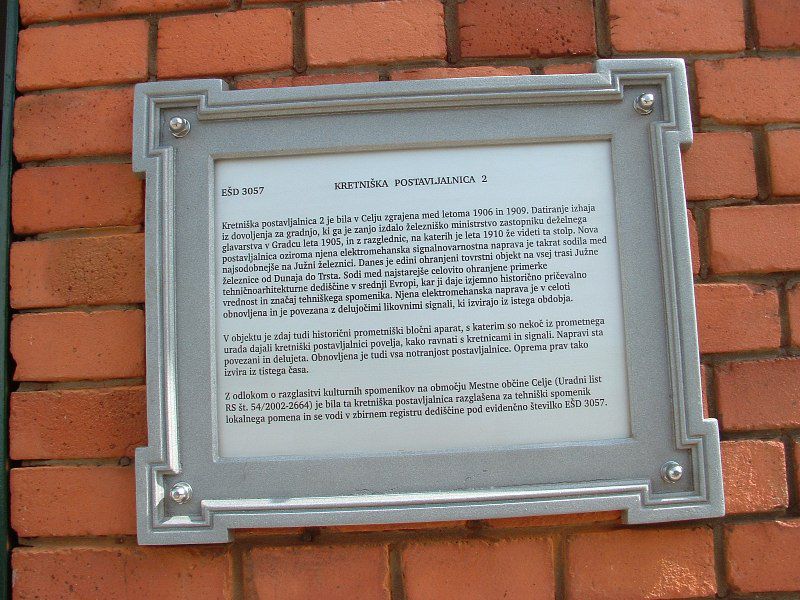 KRETNIŠKA POSTAVLJALNICA 2
EŠD 3057
Kretniška postavljalnica 2 je bila v Celju zgrajena med letoma 1906 in 1909. Datiranje izhaja
iz dovoljenja za gradnjo, ki ga je zanjo izdalo železniško ministrstvo zastopniku deželnega
glavarstva v Gradcu leta 1905, in z razglednic, na katerih je leta 1910 že videti ta stolp. Nova
postavljalnica oziroma njena elektromehanska signalnovarnostna naprava je takrat sodila med
najsodobnejše na Južni železnici. Danes je edini ohranjeni tovrstni objekt na vsej trasi Južne
železnice od Dunaja do Trsta. Sodi med najstarejše celovito ohranjene primerke
tehničnoarhitekturne dediščine v srednji Evropi, kar ji daje izjemno historično pričevalno
vrednost in značaj tehniškega spomenika. Njena elektromehanska naprava je v celoti
obnovljena in je povezana z delujočimi likovnimi signali, ki izvirajo iz istega obdobja.
V objektu je zdaj tudi historični prometniški bločni aparat, s katerim so nekoč iz prometnega
urada dajali kretniški postavljalnici povelja, kako ravnati s kretnicami in signali. Napravi sta
povezani in delujeta. Obnovljena je tudi vsa notranjost postavljalnice. Oprema prav tako
izvira iz tistega časa.
Z odlokom o razglasitvi kulturnih spomenikov na območju Mestne občine Celje (Uradni list
RS št. 54/2002-2664) je bila ta kretniška postavljalnica razglašena za tehniški spomenik
lokalnega pomena in se vodi v zbirnem registru dediščine pod evidenčno številko EŠD 3057.